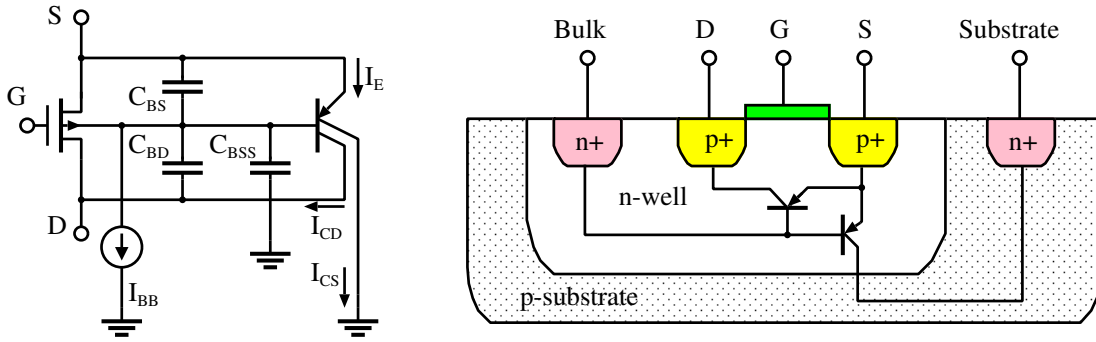 S
I_E
G
C_BS
C_BD
C_BSS
D
I_CD
I_CS
I_BB
Bulk D G S Substrate
n+ p+ p+ n+
n-well
p-substrate